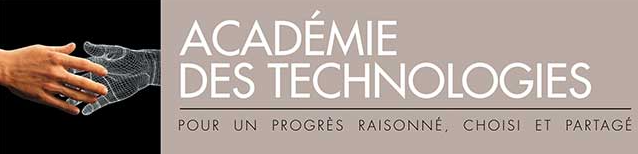 ACADÉMIE
DES TECHNOLOGIES
POUR UN PROGRÈS RAISONNÉ, CHOISI ET PARTAGÉ